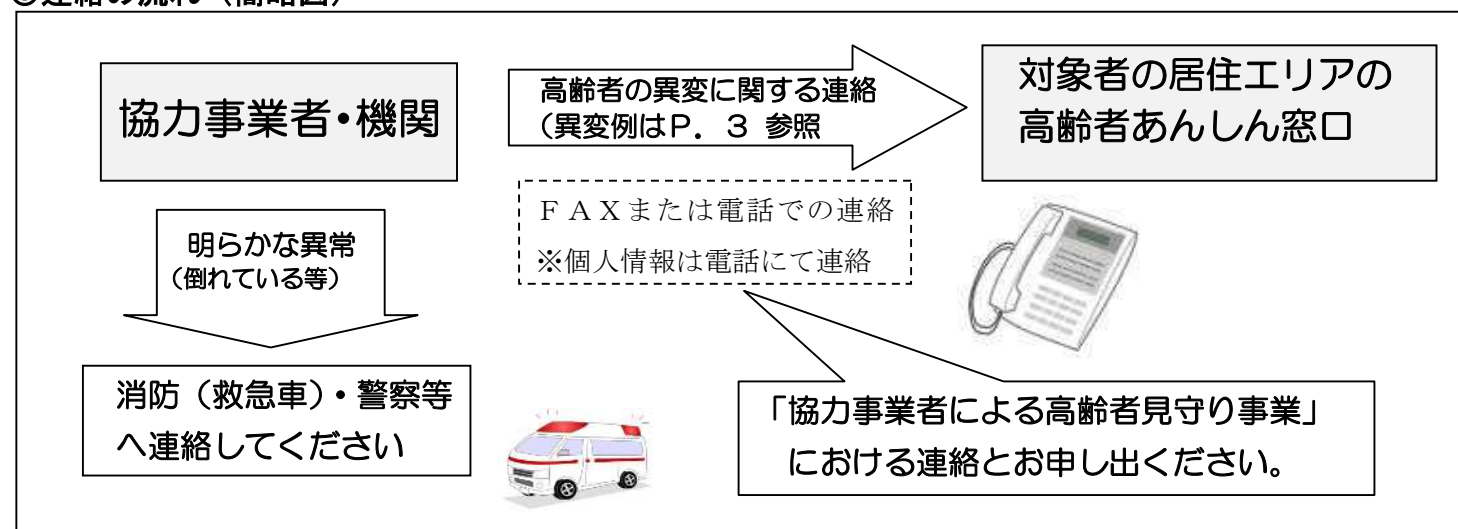 連絡の流れ（簡略図）
協力事業者・機関
高齢者の異変に関する連絡
（異変例はＰ．３ 参照
対象者の居住エリアの
高齢者あんしん窓口
ＦＡＸまたは電話での連絡
※個人情報は電話にて連絡
明らかな異常
（倒れている等）
消防（救急車）・警察等
へ連絡してください
「協力事業者による高齢者見守り事業」
における連絡とお申し出ください。